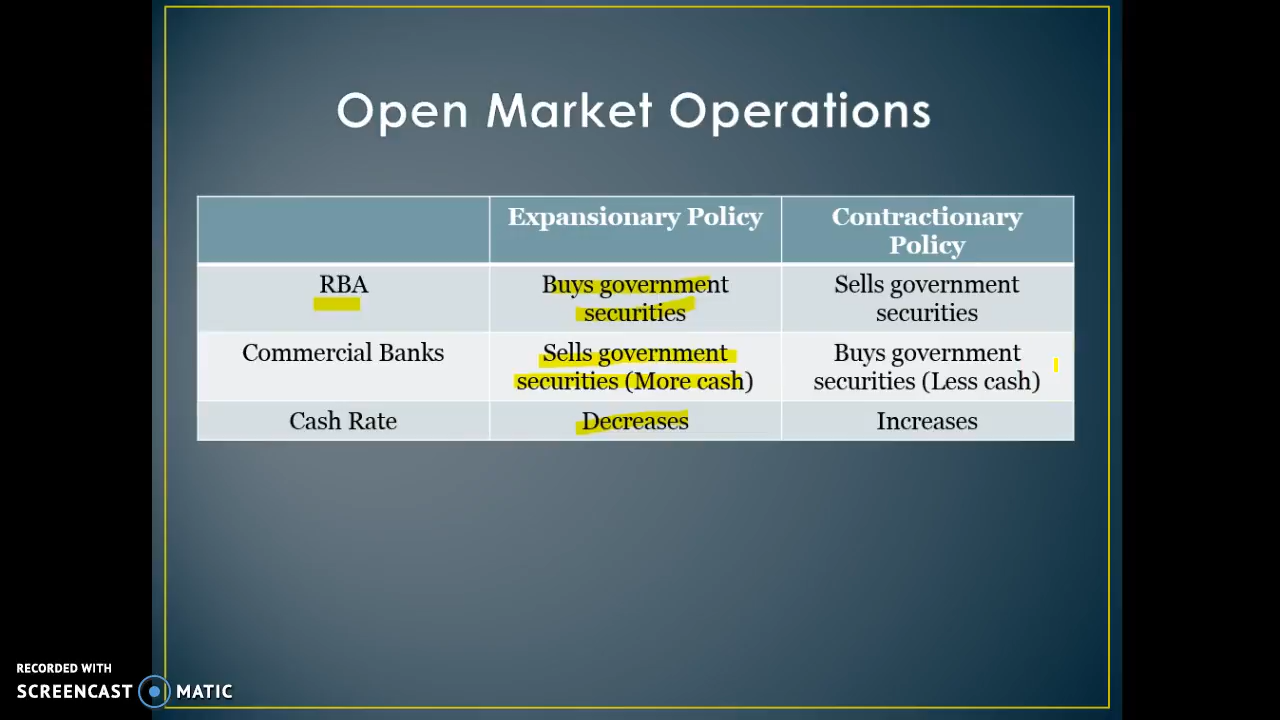 Open Market Operations
Expansionary Policy
Contractionary
Policy
RBA
Buys government
securities
Sells government
securities
Commercial Banks
Sells government
securities (More cash)
Buys government
securities (Less cash)
Cash Rate
Decreases
Increases
RECORDED WITH
SCREENCAST MATIC